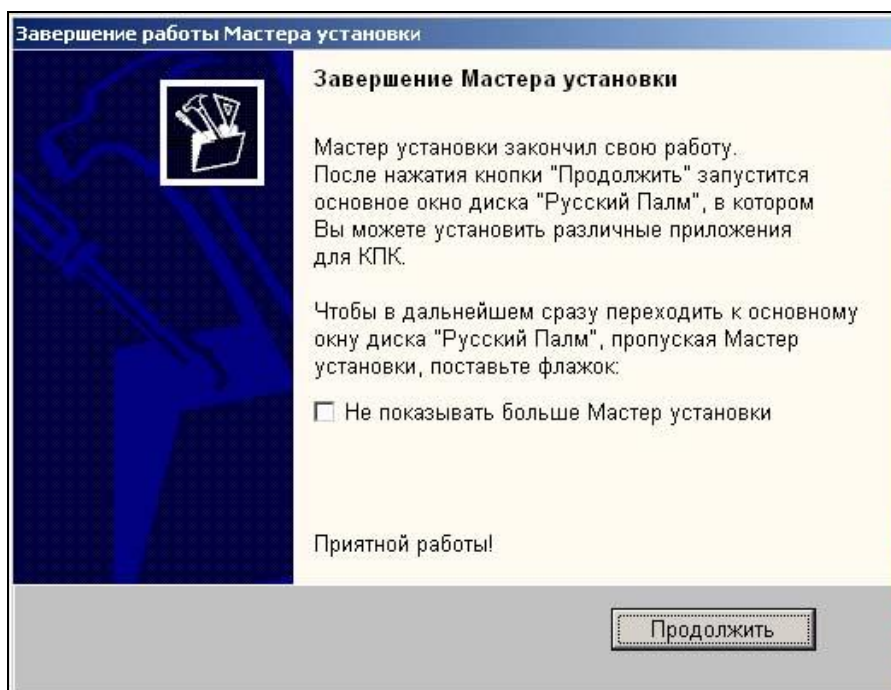 Завершение работы Мастера установки
Завершение Мастера установки
Мастер установки закончил свою работу.
После нажатия кнопки "Продолжить" запустится
основное окно диска "Русский Палм", в котором
Вы можете установить различные приложения
для КПК.
Чтобы в дальнейшем сразу переходить к основному
окну диска "Русский Палм", пропуская Мастер
установки, поставьте флажок:
Не показывать больше Мастер установки
Приятной работы!
Продолжить